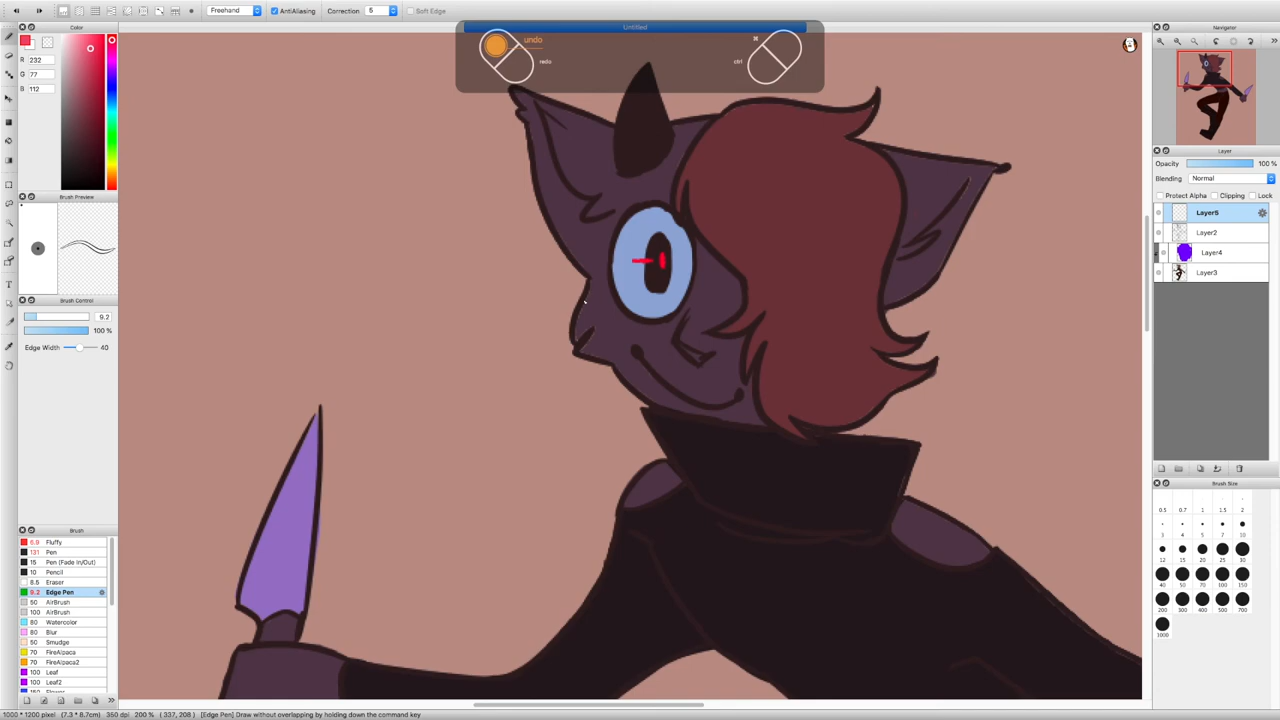 Freehand
AntiAliasing
Correction
5
Soft Edge
Untitled
undo
redo
ctrl
Color
R
232
G
77
B
112
Brush Preview
Brush Control
9.2
100 %
Edge Width
40
Brush
6.9 Fluffy
131 Pen
15 Pen (Fade In/Out)
10 Pencil
8.5 Eraser
9.2 Edge Pen
50 AirBrush
100 AirBrush
80 Watercolor
80 Blur
50 Smudge
70 FireAlpaca
70 FireAlpaca2
100 Leaf
100 Leaf2
Navigator
Layer
Opacity 100 %
Blending Normal
Protect Alpha Clipping Lock
Layer5
Layer2
Layer4
Layer3
Brush Size
0.5 0.7 1 1.5 2
3 4 5 7 10
12 15 20 25 30
40 50 70 100 150
200 300 400 500 700
1000
1000 * 1200 pixel (7.3 * 8.7cm) 350 dpi 200 % ( 337, 208 ) [Edge Pen] Draw without overlapping by holding down the command key